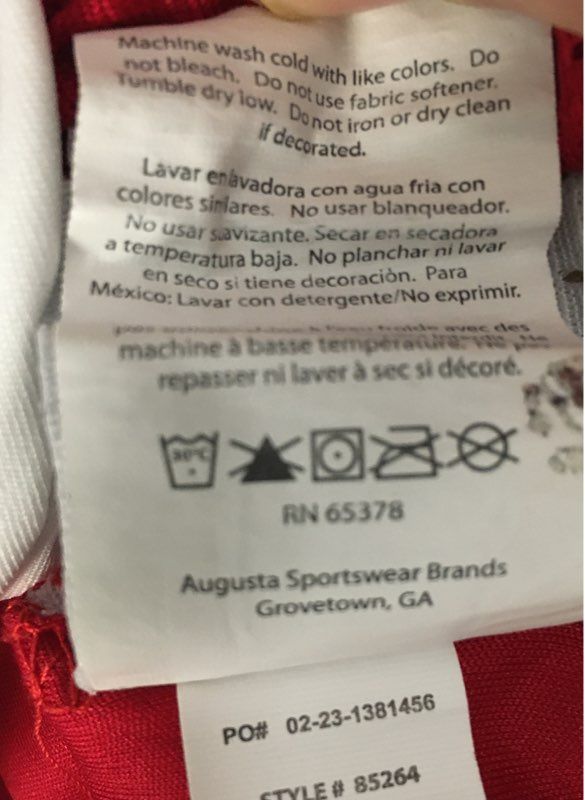 Machine wash cold with like colors. Do
not bleach. Do not use fabric softener.
Tumble dry low. Do not iron or dry clean
if decorated.
Lavar en lavadora con agua fria con
colores similares. No usar blanqueador.
No usar suavizante. Secar en secadora
a temperatura baja. No planchar ni lavar
en seco si tiene decoración. Para
México: Lavar con detergente/No exprimir.
avec des
machine à basse température. Ne pas
repasser ni laver à sec si décoré.
30°C
RN 65378
Augusta Sportswear Brands
Grovetown, GA
PO# 02-23-1381456
STYLE # 85264